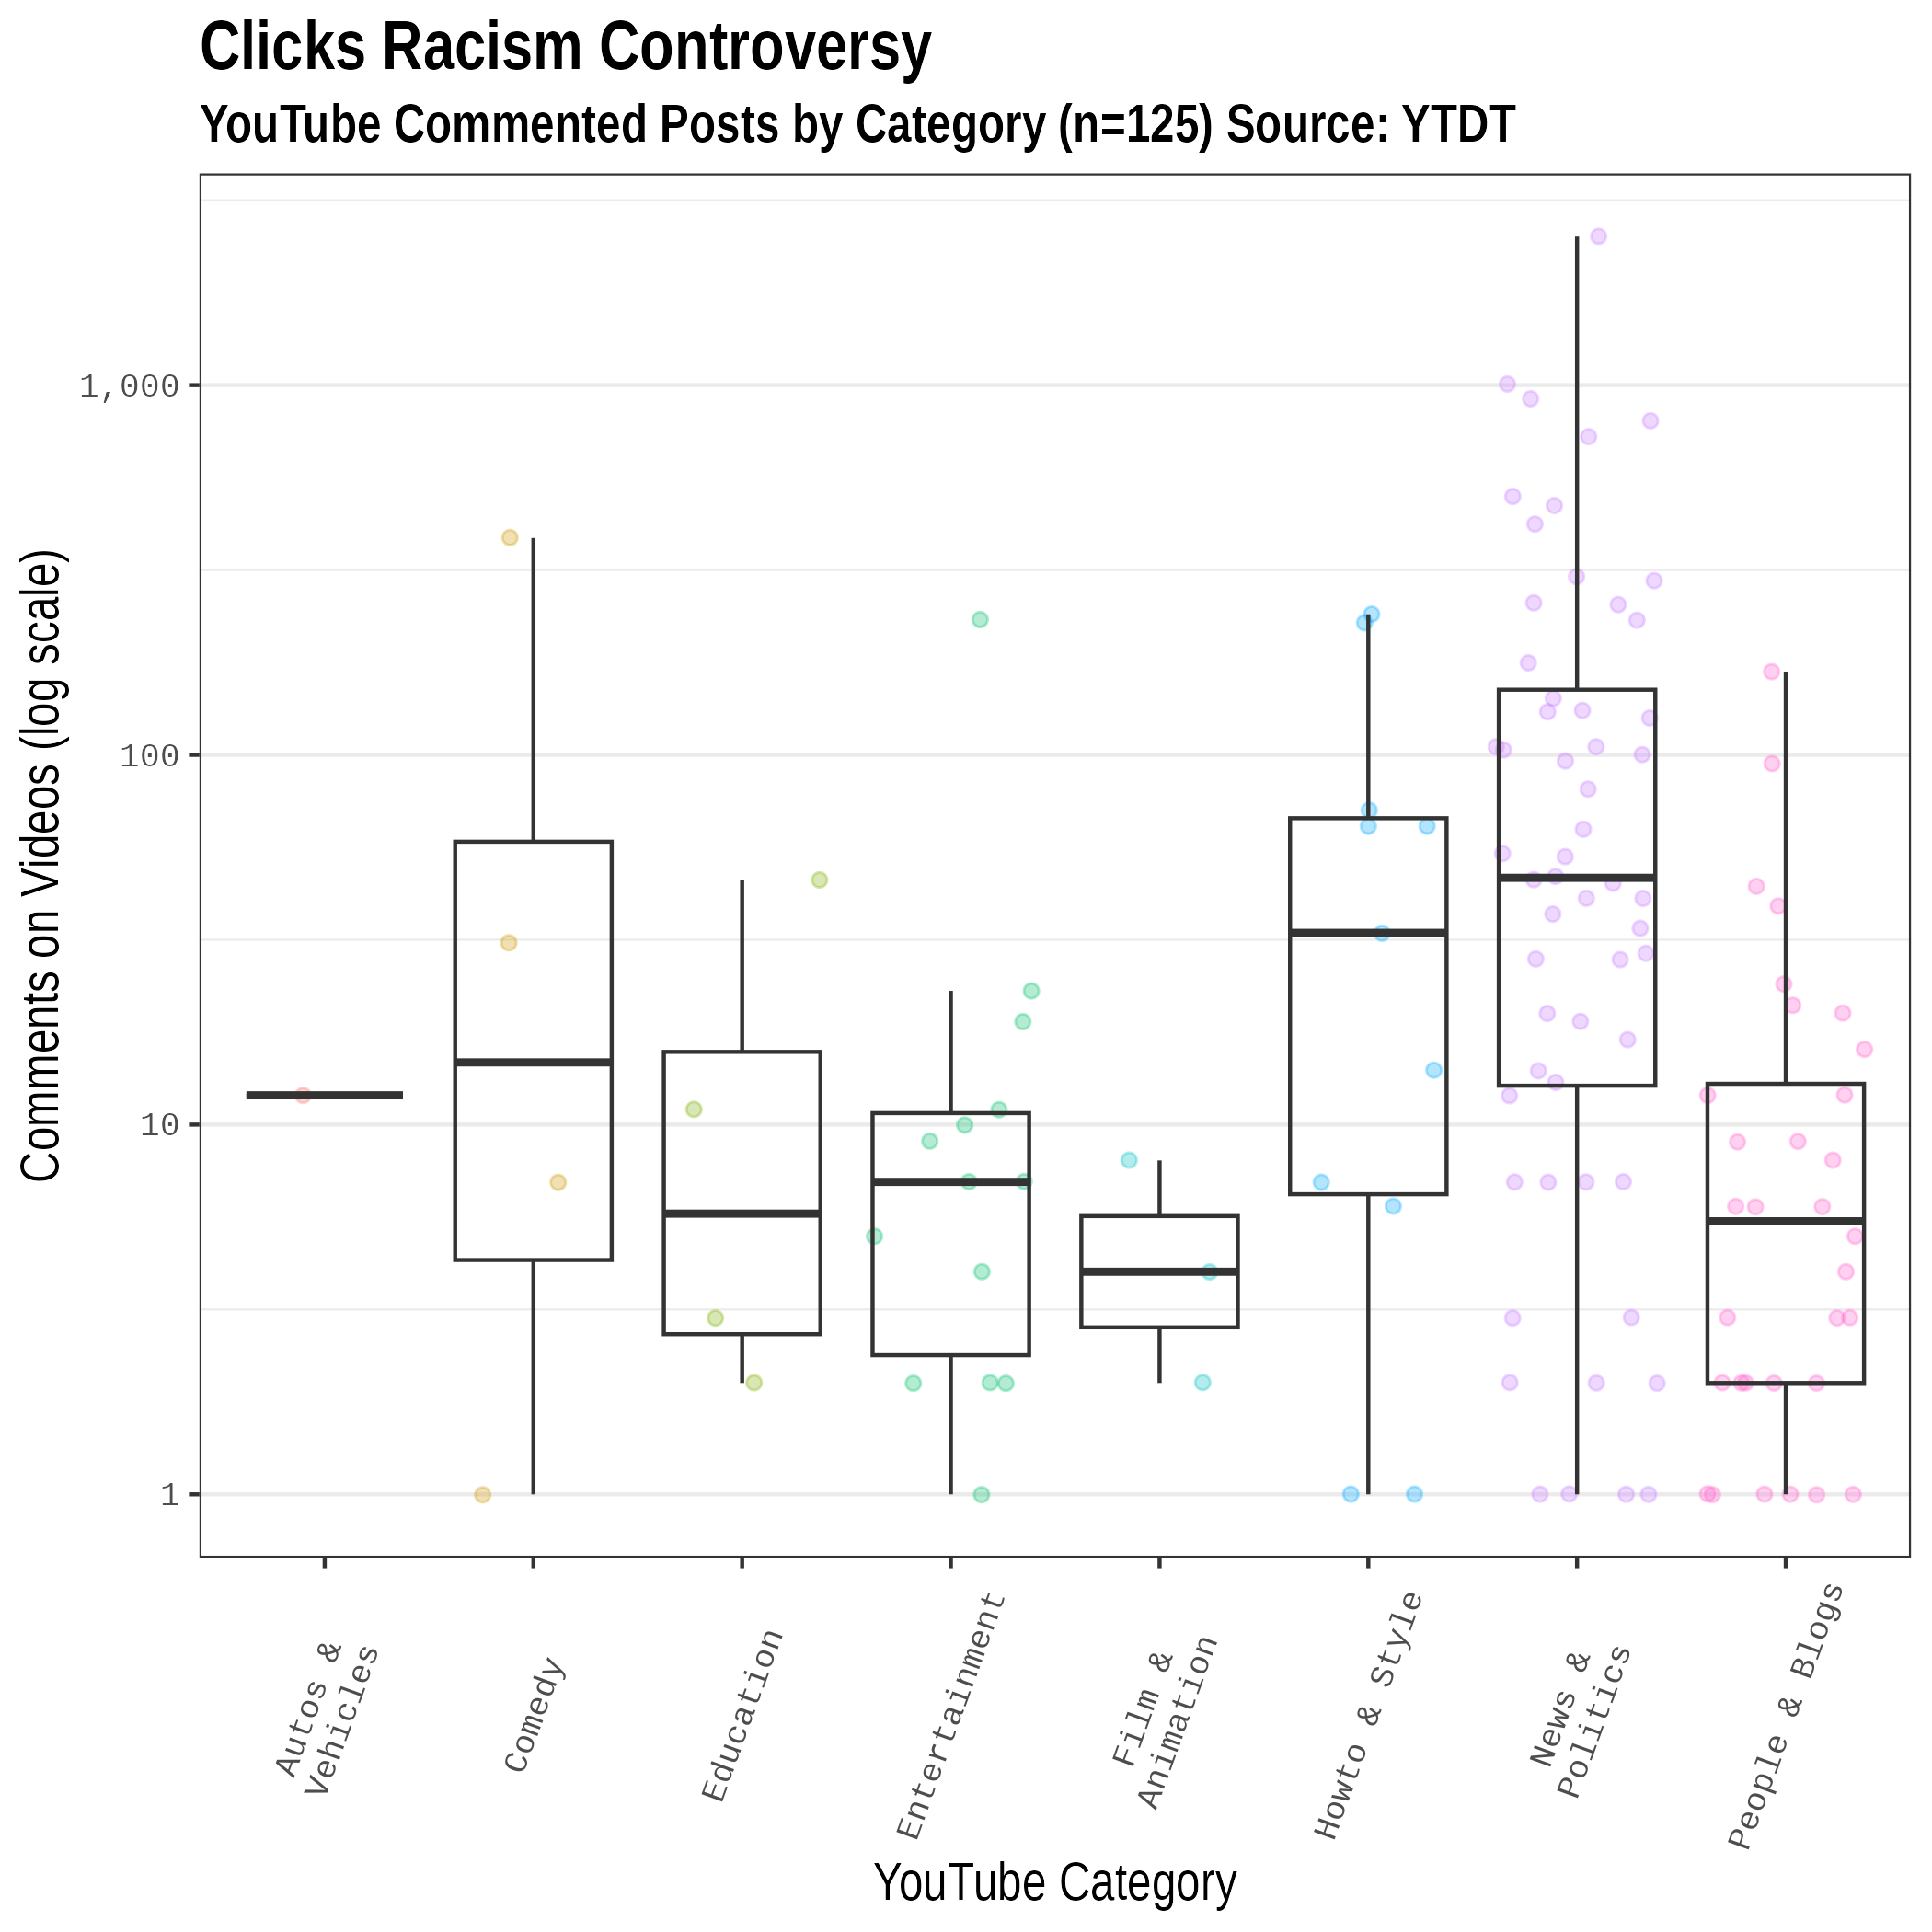 Clicks Racism Controversy
YouTube Commented Posts by Category (n=125) Source: YTDT
Comments on Videos (log scale)
1,000
100
10
1
Autos &
Vehicles
Comedy
Education
Entertainment
Film &
Animation
Howto & Style
News &
Politics
People & Blogs
YouTube Category